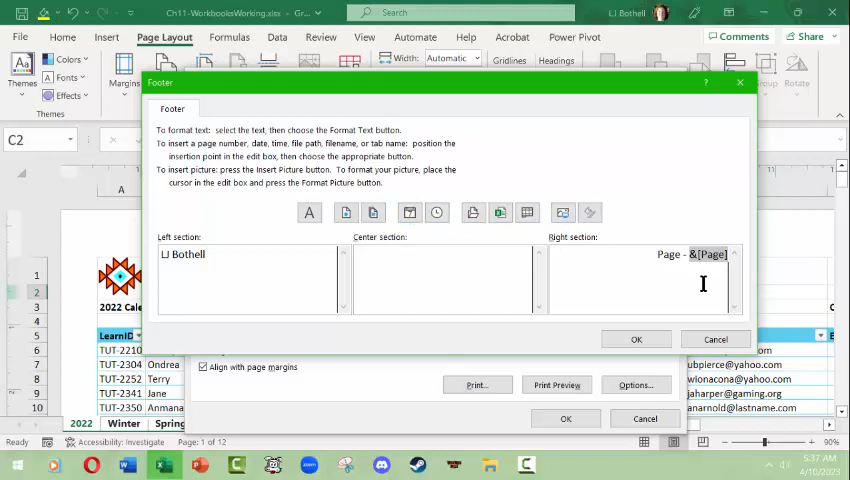 Ch11-WorkbooksWorking.xlsx - Gr...
Search
LJ Bothell
File Home Insert Page Layout Formulas Data Review View Automate Help Acrobat Power Pivot Comments Share
Themes
Colors
Fonts
Effects
Themes
Margins
Width: Automatic
Gridlines
Headings
Rotate
Footer
Footer
To format text: select the text, then choose the Format Text button.
To insert a page number, date, time, file path, filename, or tab name: position the
insertion point in the edit box, then choose the appropriate button.
To insert picture: press the Insert Picture button. To format your picture, place the
cursor in the edit box and press the Format Picture button.
Left section: Center section: Right section:
LJ Bothell
Page - &[Page]
OK Cancel
Align with page margins
Print... Print Preview Options...
OK Cancel
C2
A
1
2
3 2022 Cale
4
5 LearnID
6 TUT-2210
7 TUT-2304 Ondrea ubpierce@yahoo.com
8 TUT-2252 Terry wionacona@yahoo.com
9 TUT-2341 Jane jaharper@gaming.org
10 TUT-2350 Anmana anarnold@lastname.com
2022 Winter Spring
Ready Accessibility: Investigate Page 1 of 12 90%
5:37 AM
4/10/2023